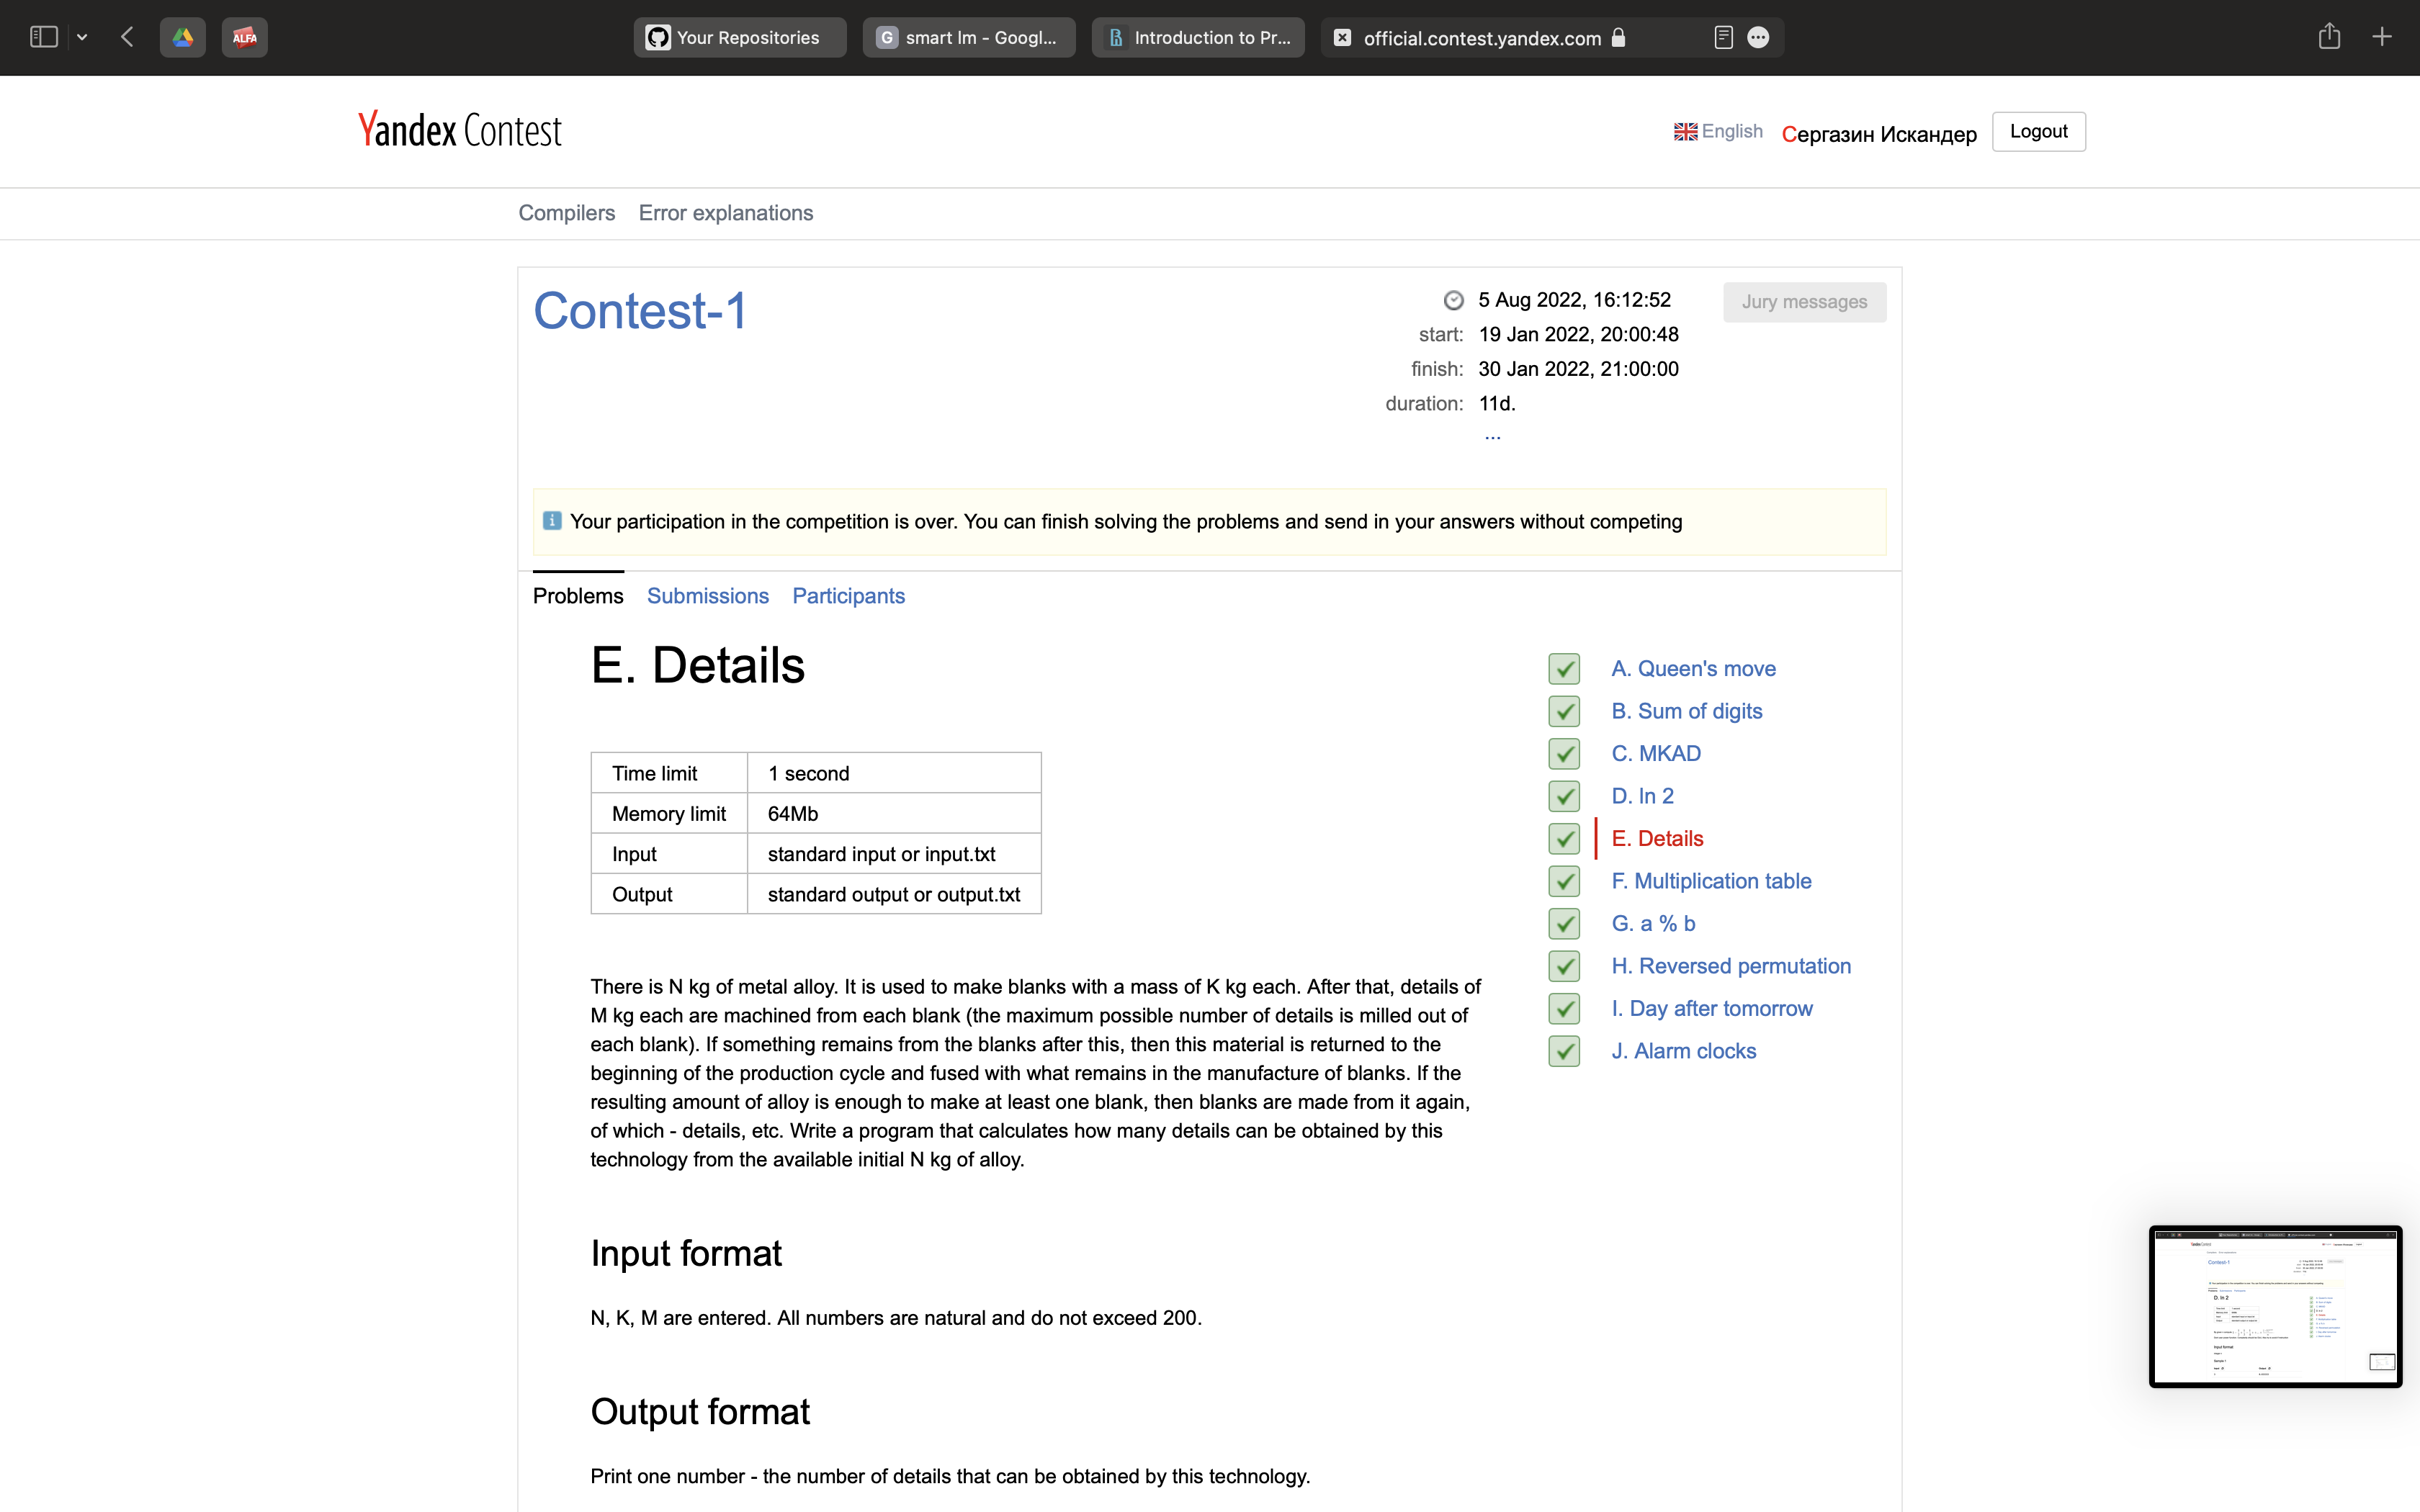 ALFA
Your Repositories
G smart lm - Googl...
Introduction to Pr...
official.contest.yandex.com
Yandex Contest
English
Сергазин Искандер
Logout
Compilers
Error explanations
Contest-1
5 Aug 2022, 16:12:52
Jury messages
start: 19 Jan 2022, 20:00:48
finish: 30 Jan 2022, 21:00:00
duration: 11d.
...
Your participation in the competition is over. You can finish solving the problems and send in your answers without competing
Problems Submissions Participants
E. Details
Time limit 1 second
Memory limit 64Mb
Input standard input or input.txt
Output standard output or output.txt
There is N kg of metal alloy. It is used to make blanks with a mass of K kg each. After that, details of
M kg each are machined from each blank (the maximum possible number of details is milled out of
each blank). If something remains from the blanks after this, then this material is returned to the
beginning of the production cycle and fused with what remains in the manufacture of blanks. If the
resulting amount of alloy is enough to make at least one blank, then blanks are made from it again,
of which - details, etc. Write a program that calculates how many details can be obtained by this
technology from the available initial N kg of alloy.
Input format
N, K, M are entered. All numbers are natural and do not exceed 200.
Output format
Print one number - the number of details that can be obtained by this technology.
A. Queen's move
B. Sum of digits
C. MKAD
D. ln 2
E. Details
F. Multiplication table
G. a % b
H. Reversed permutation
I. Day after tomorrow
J. Alarm clocks
Contest-1
D. ln 2